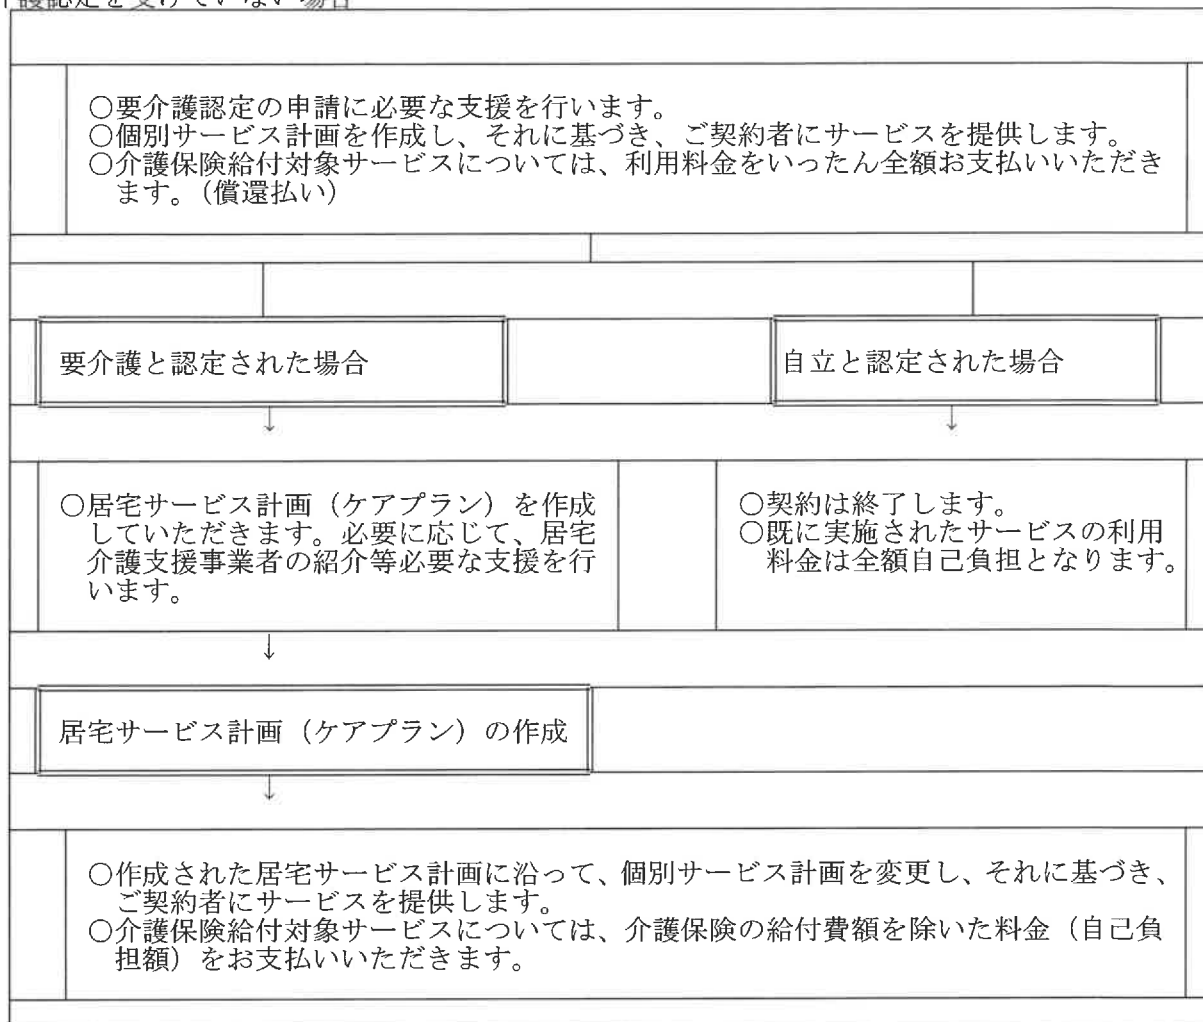 護認定を受けていない場合
○要介護認定の申請に必要な支援を行います。
○個別サービス計画を作成し、それに基づき、ご契約者にサービスを提供します。
○介護保険給付対象サービスについては、利用料金をいったん全額お支払いいただき
ます。（償還払い）
要介護と認定された場合
自立と認定された場合
↓
↓
○居宅サービス計画（ケアプラン）を作成
していただきます。必要に応じて、居宅
介護支援事業者の紹介等必要な支援を行
います。
○契約は終了します。
○既に実施されたサービスの利用
料金は全額自己負担となります。
↓
居宅サービス計画（ケアプラン）の作成
↓
○作成された居宅サービス計画に沿って、個別サービス計画を変更し、それに基づき、
ご契約者にサービスを提供します。
○介護保険給付対象サービスについては、介護保険の給付費額を除いた料金（自己負
担額）をお支払いいただきます。